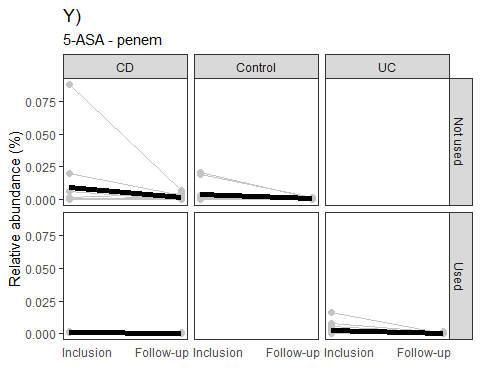 Y)
5-ASA - penem
CD Control UC
Relative abundance (%)
0.075
0.050
0.025
0.000
Not used
0.075
0.050
0.025
0.000
Used
Inclusion Follow-up Inclusion Follow-up Inclusion Follow-up